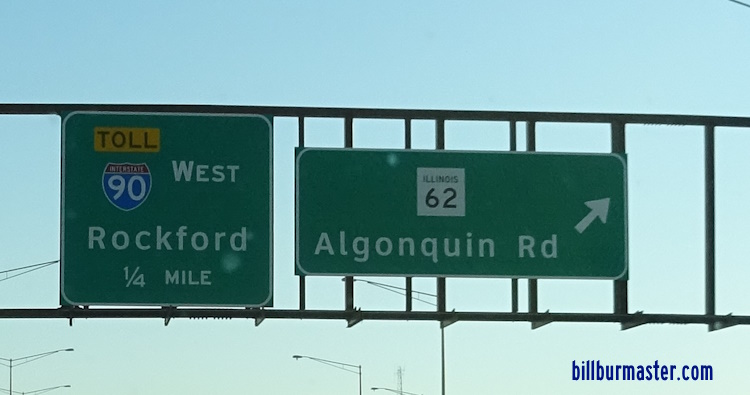 TOLL
INTERSTATE
90
WEST
Rockford
1/4 MILE
ILLINOIS
62
Algonquin Rd
billburmaster.com